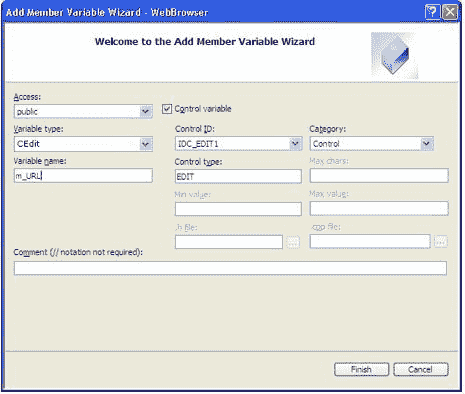 Add Member Variable Wizard - WebBrowser
Welcome to the Add Member Variable Wizard
Access:
public
Control variable
Variable type:
Control ID:
Category:
CEdit
IDC_EDIT1
Control
Variable name:
Control type:
Max chars:
m_URL
EDIT
Min value:
Max value:
.h file:
.cpp file:
...
...
Comment (// notation not required):
Finish
Cancel